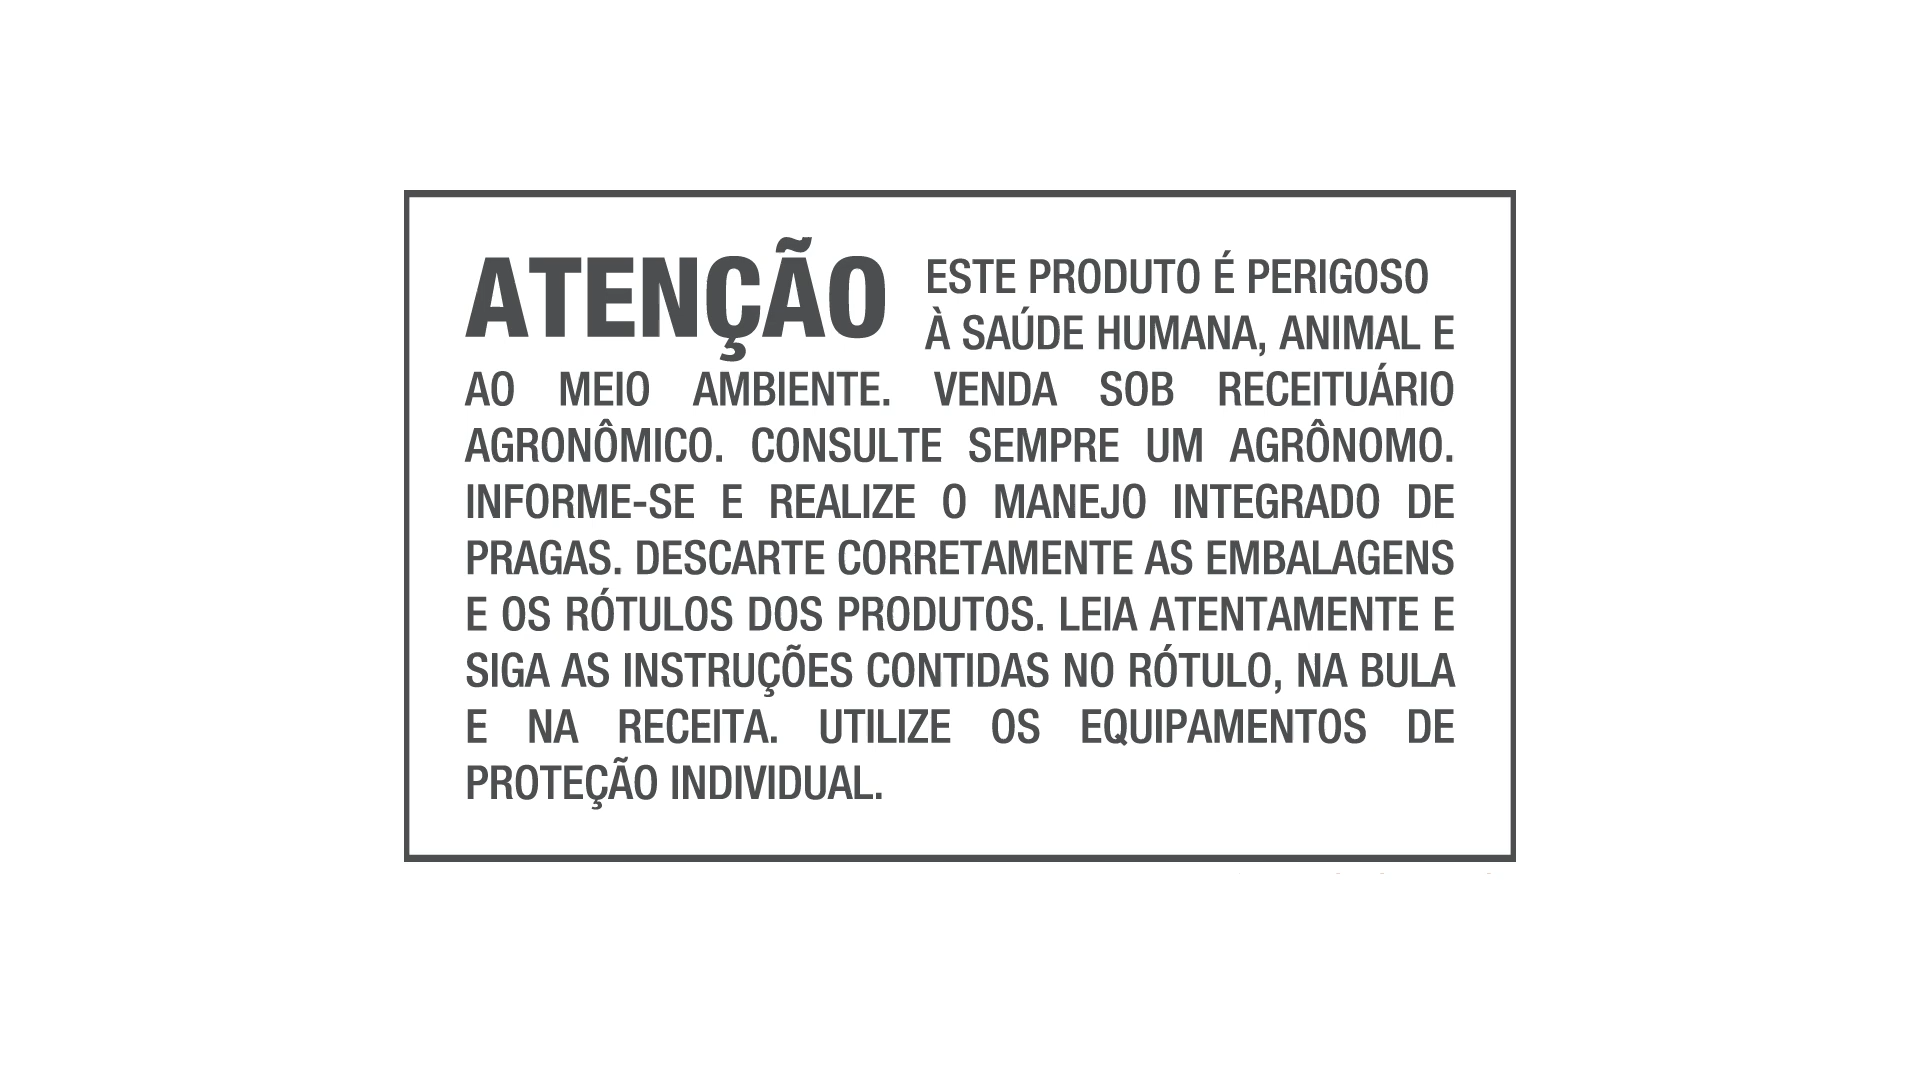 ATENÇÃO ESTE PRODUTO É PERIGOSO
À SAÚDE HUMANA, ANIMAL E
AO MEIO AMBIENTE. VENDA SOB RECEITUÁRIO
AGRONÔMICO. CONSULTE SEMPRE UM AGRÔNOMO.
INFORME-SE E REALIZE O MANEJO INTEGRADO DE
PRAGAS. DESCARTE CORRETAMENTE AS EMBALAGENS
E OS RÓTULOS DOS PRODUTOS. LEIA ATENTAMENTE E
SIGA AS INSTRUÇÕES CONTIDAS NO RÓTULO, NA BULA
E NA RECEITA. UTILIZE OS EQUIPAMENTOS DE
PROTEÇÃO INDIVIDUAL.